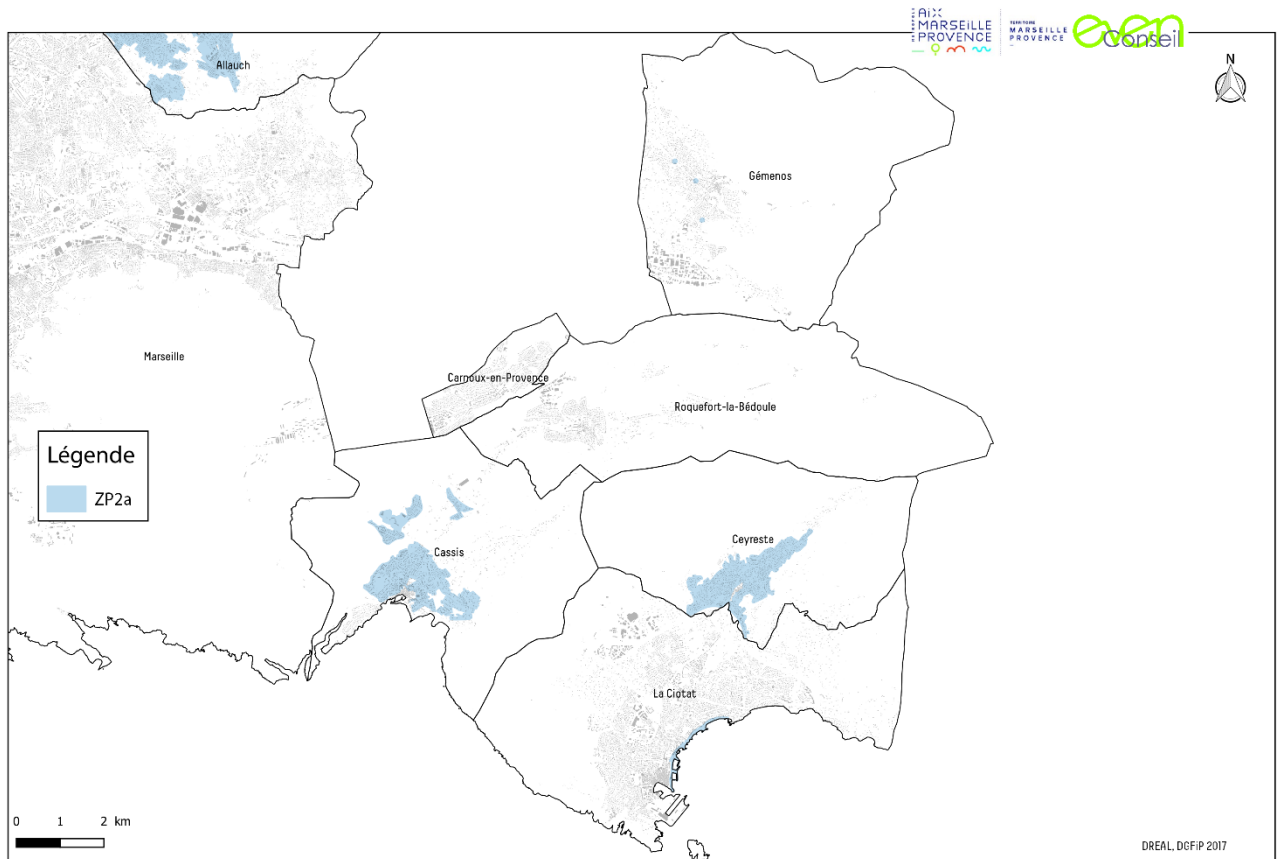 AiX
MARSEILLE
PROVENCE
TERRITOIRE
MARSEILLE
PROVENCE
even
Conseil
N
Allauch
Gémenos
Marseille
Carnoux-en-Provence
Roquefort-la-Bédoule
Légende
ZP2a
Cassis
Ceyreste
La Ciotat
0 1 2 km
DREAL, DGFiP 2017